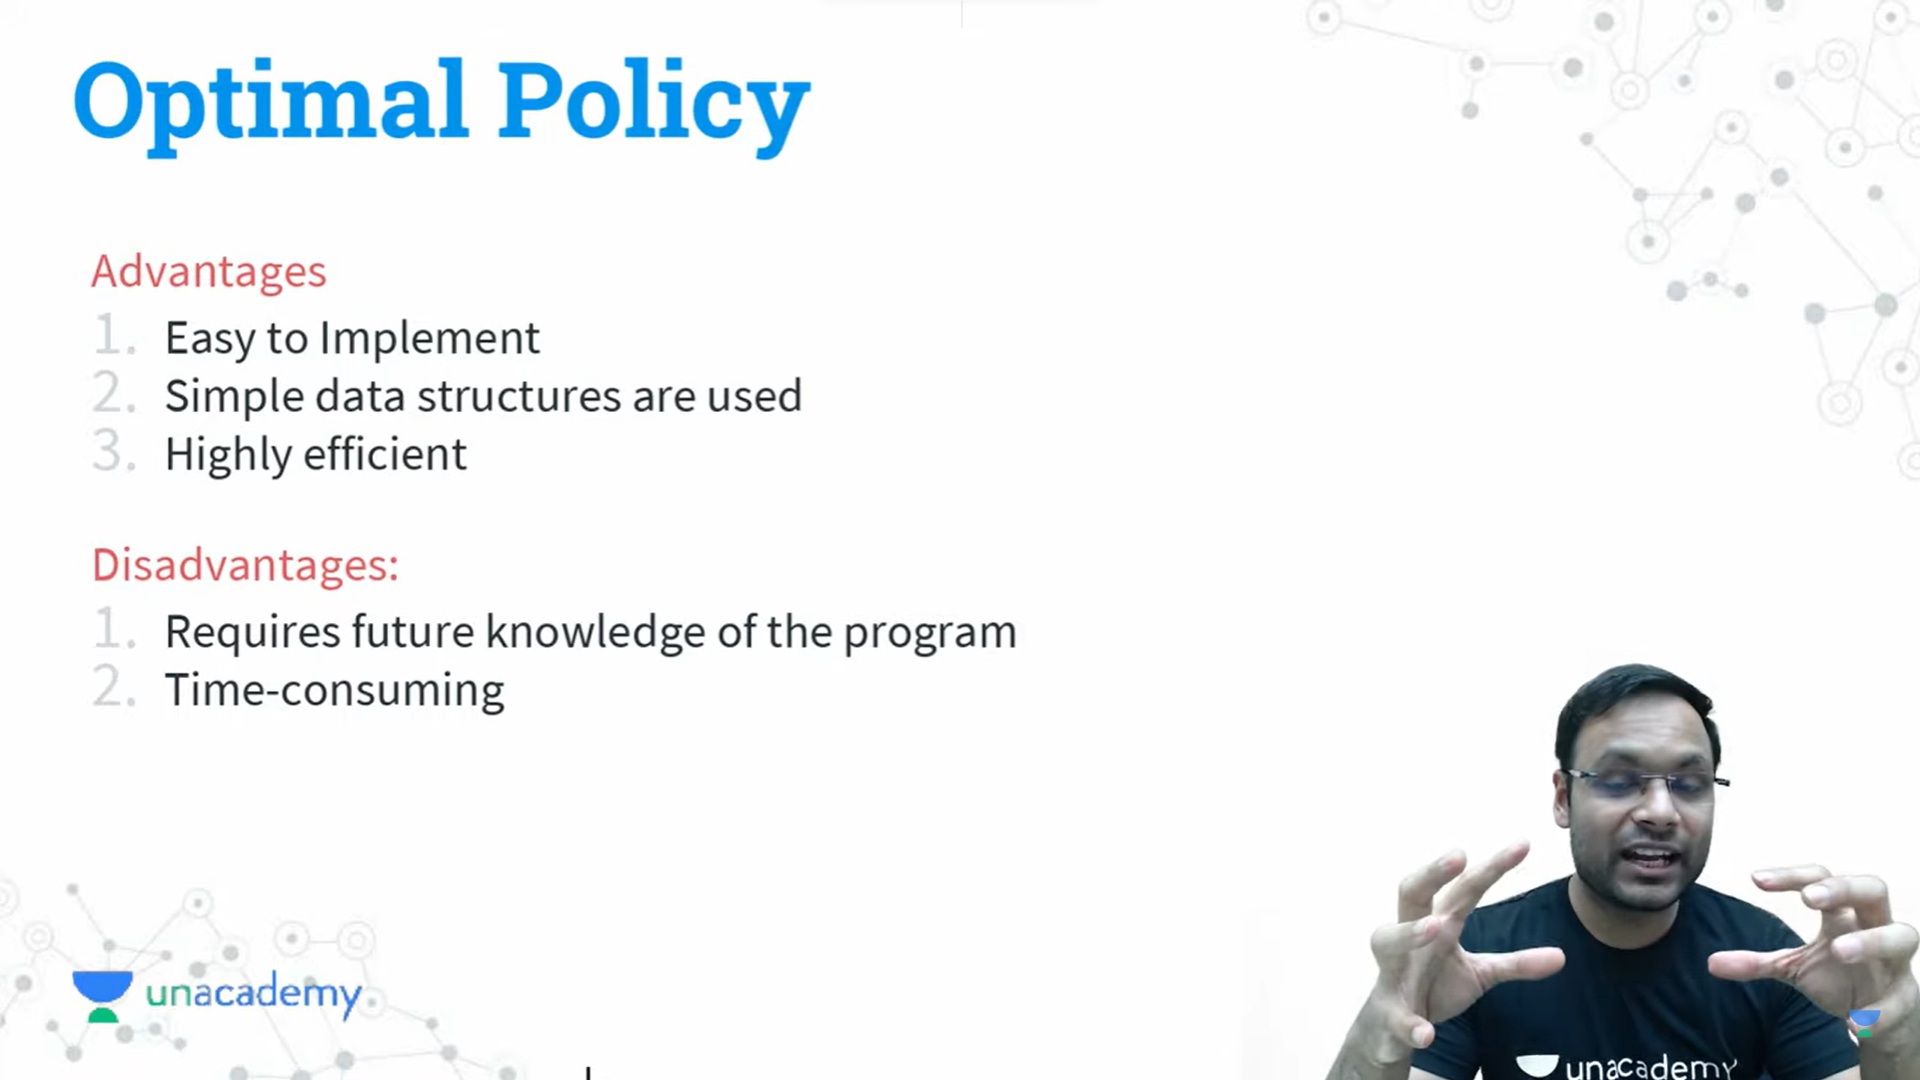 Optimal Policy
Advantages
1. Easy to Implement
2. Simple data structures are used
3. Highly efficient
Disadvantages:
1. Requires future knowledge of the program
2. Time-consuming
unacademy
unacademy